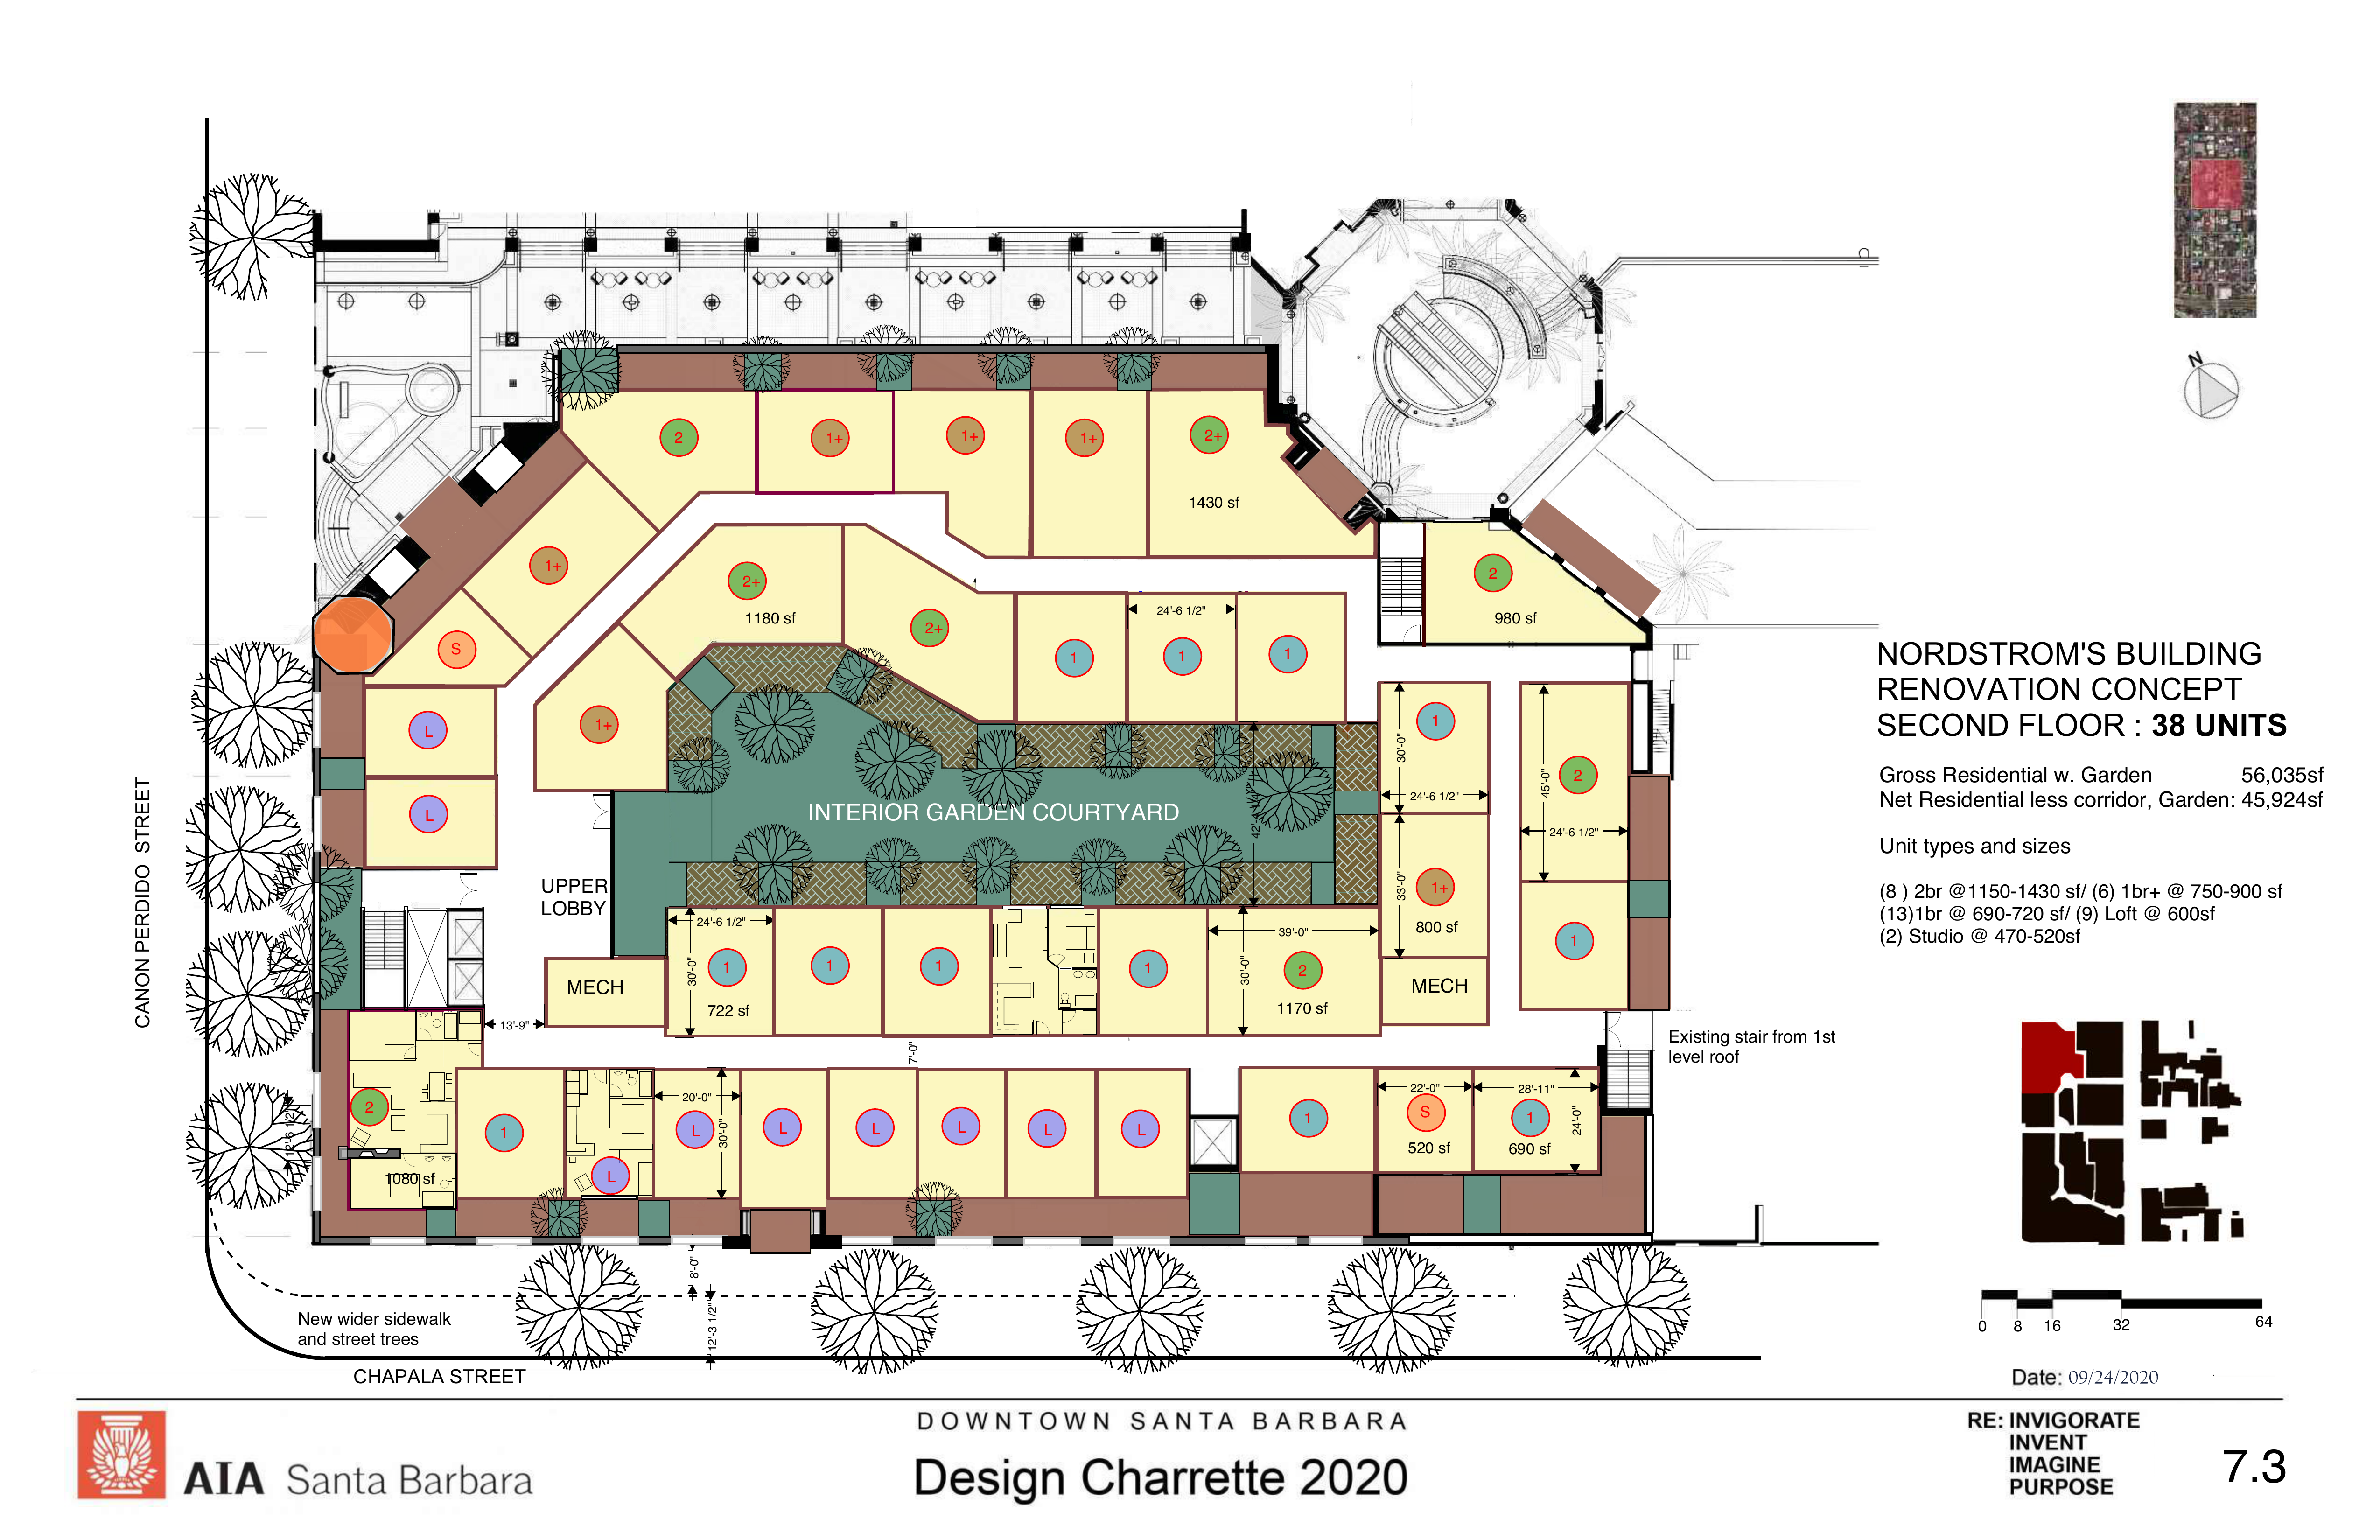 N
2
1+
1+
1+
2+
1430 sf
1+
2+
1180 sf
2
980 sf
24'-6 1/2"
2+
S
1
1
1
1+
L
L
1
30'-0"
24'-6 1/2"
2
45'-0"
24'-6 1/2"
INTERIOR GARDEN COURTYARD
UPPER
LOBBY
CANON PERDIDO STREET
24'-6 1/2"
39'-0"
1+
33'-0"
800 sf
1
30'-0"
722 sf
1
1
1
30'-0"
2
1170 sf
1
MECH
MECH
13'-9"
7'-0"
Existing stair from 1st
level roof
2
1080 sf
1
L
20'-0"
30'-0"
L
L
L
L
L
L
1
22'-0"
S
520 sf
28'-11"
1
690 sf
24'-0"
8'-0"
12'-3 1/2"
New wider sidewalk
and street trees
CHAPALA STREET
NORDSTROM'S BUILDING
RENOVATION CONCEPT
SECOND FLOOR : 38 UNITS
Gross Residential w. Garden 56,035sf
Net Residential less corridor, Garden: 45,924sf
Unit types and sizes
(8 ) 2br @1150-1430 sf/ (6) 1br+ @ 750-900 sf
(13)1br @ 690-720 sf/ (9) Loft @ 600sf
(2) Studio @ 470-520sf
0 8 16 32 64
Date: 09/24/2020
AIA Santa Barbara
DOWNTOWN SANTA BARBARA
Design Charrette 2020
RE: INVIGORATE
INVENT
IMAGINE
PURPOSE
7.3